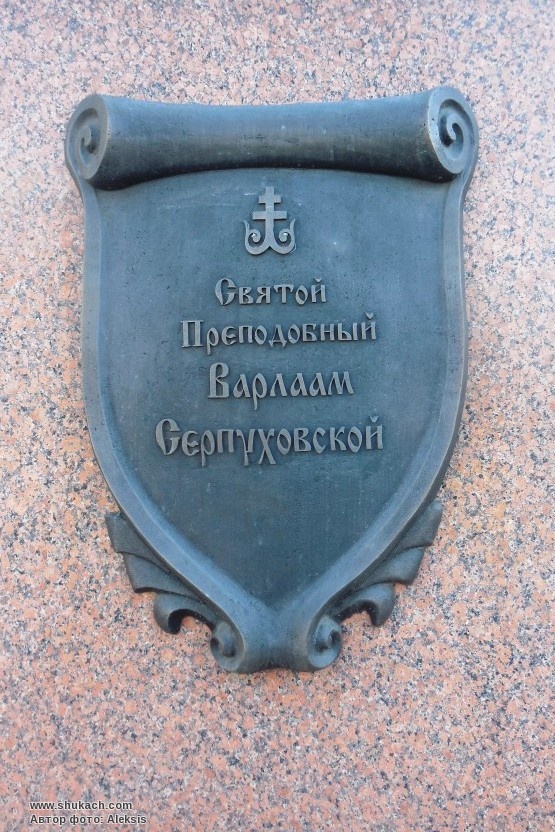 Святой
Преподобный
Варлаам
Серпуховской
www.shukach.com
Автор фото: Aleksis